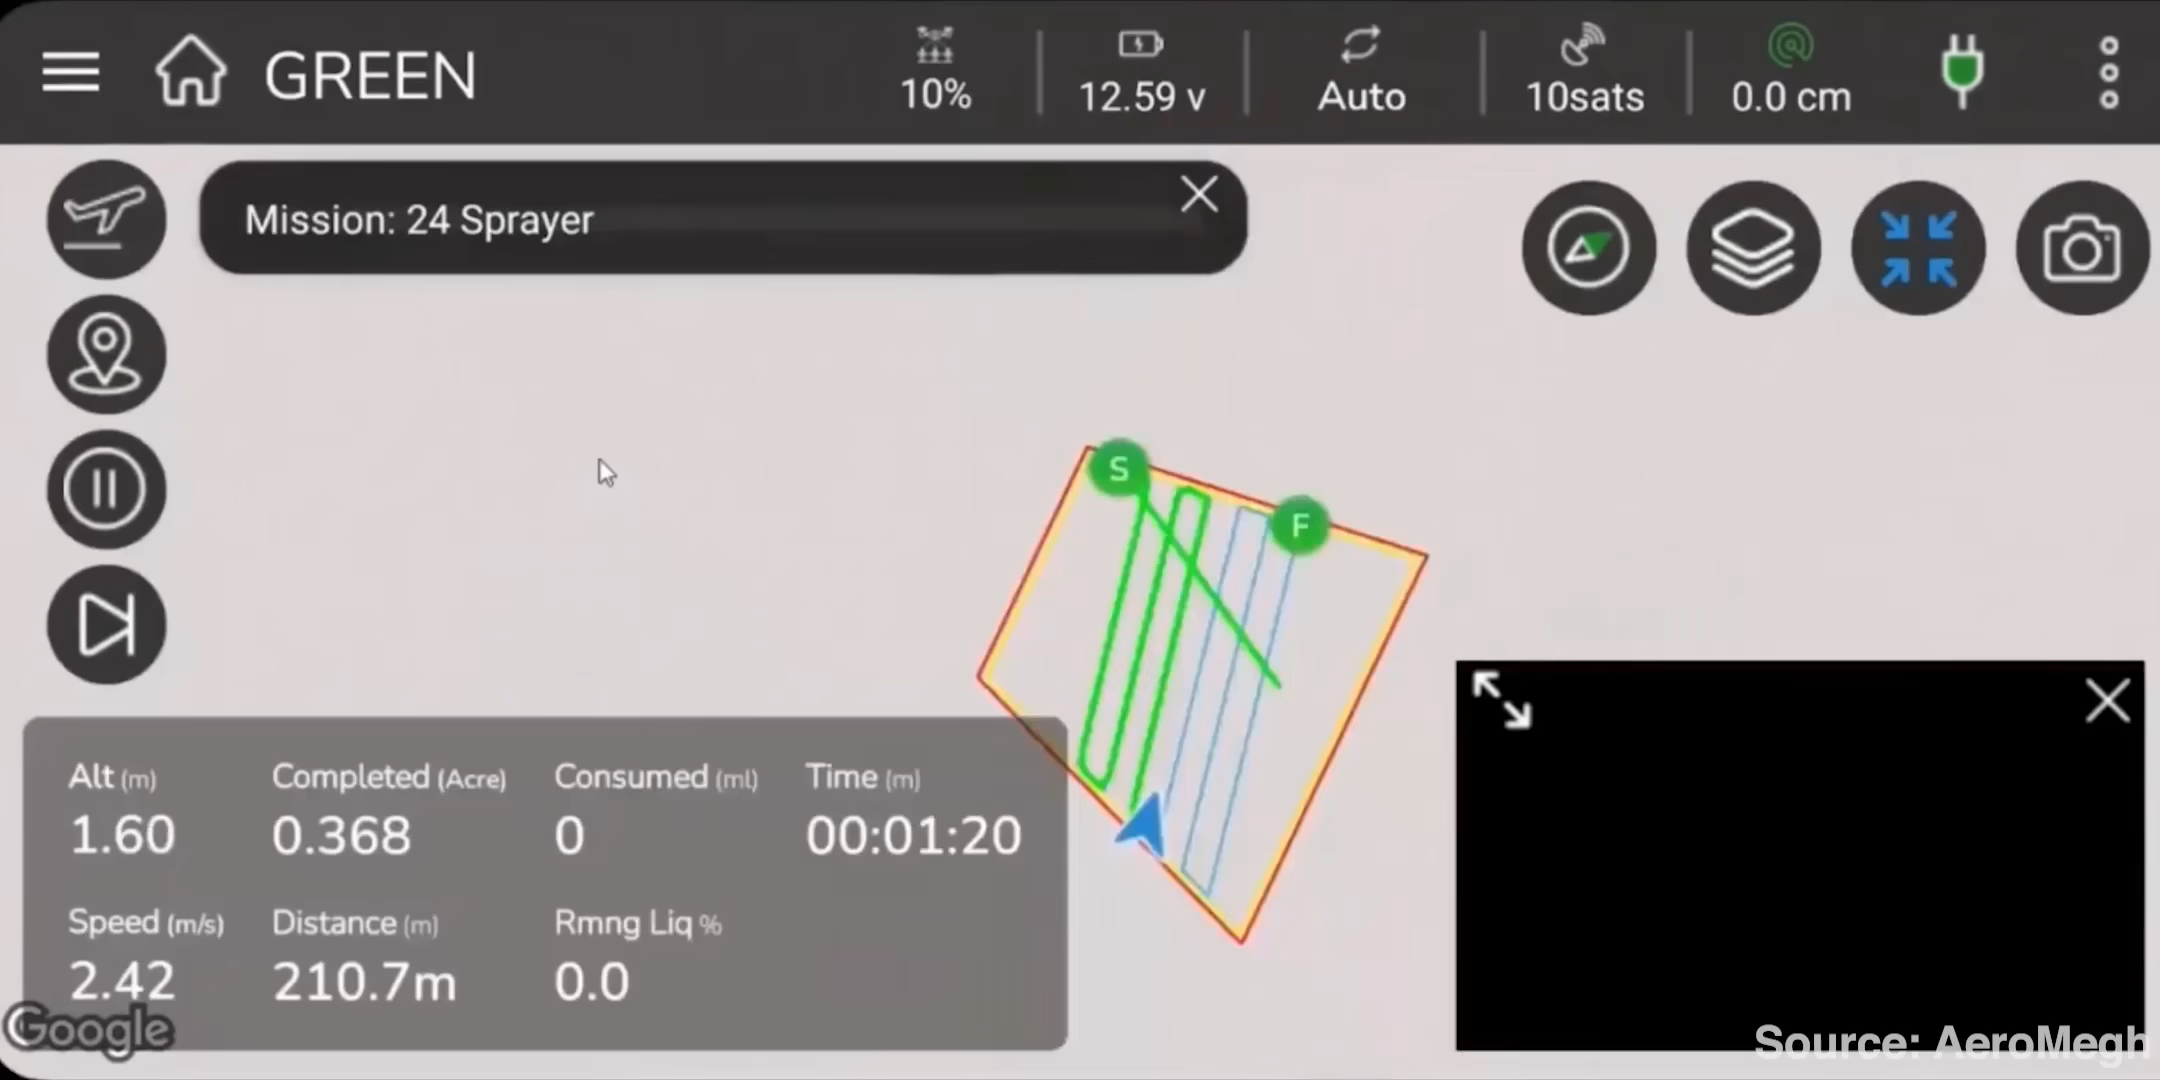 GREEN
10%
12.59 v
Auto
10sats
0.0 cm
Mission: 24 Sprayer
S
F
Alt (m)
1.60
Completed (Acre)
0.368
Consumed (ml)
0
Time (m)
00:01:20
Speed (m/s)
2.42
Distance (m)
210.7m
Rmng Liq %
0.0
Google
Source: AeroMegh